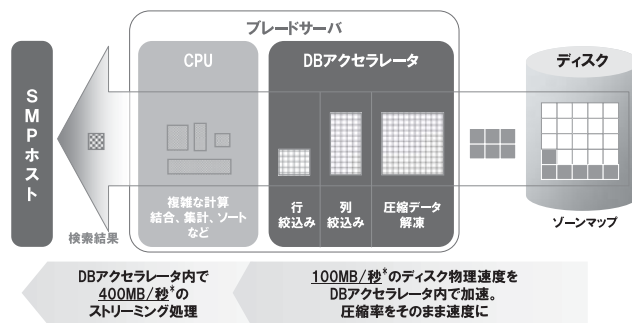 ブレードサーバ
SMPホスト
CPU
DBアクセラレータ
ディスク
複雑な計算
結合、集計、ソート
など
行
絞込み
列
絞込み
圧縮データ
解凍
検索結果
ゾーンマップ
DBアクセラレータ内で
400MB/秒*の
ストリーミング処理
100MB/秒*のディスク物理速度を
DBアクセラレータ内で加速。
圧縮率をそのまま速度に